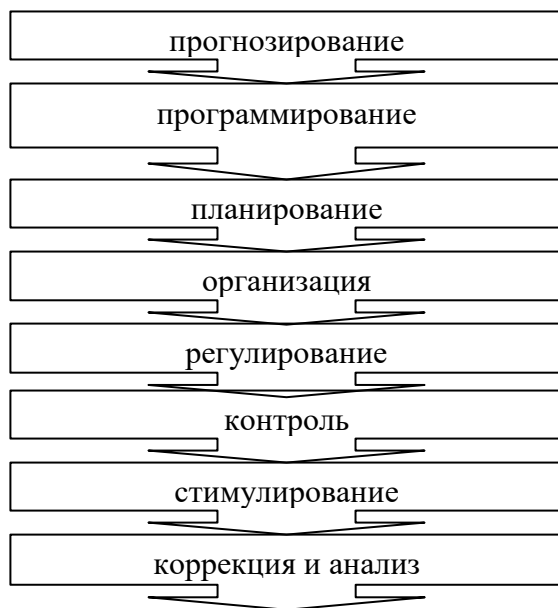 прогнозирование
программирование
планирование
организация
регулирование
контроль
стимулирование
коррекция и анализ